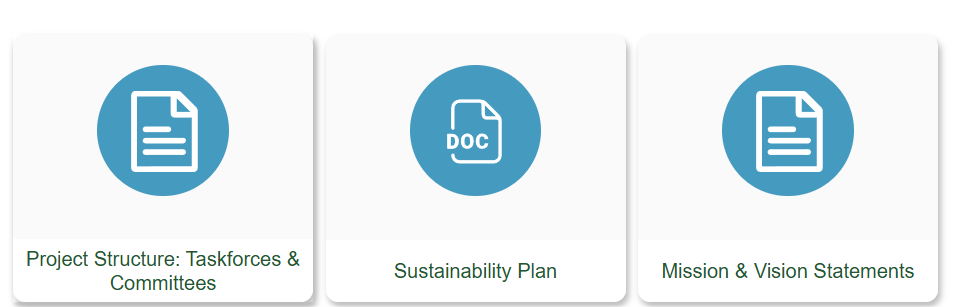 DOC
Project Structure: Taskforces &
Committees
Sustainability Plan
Mission & Vision Statements